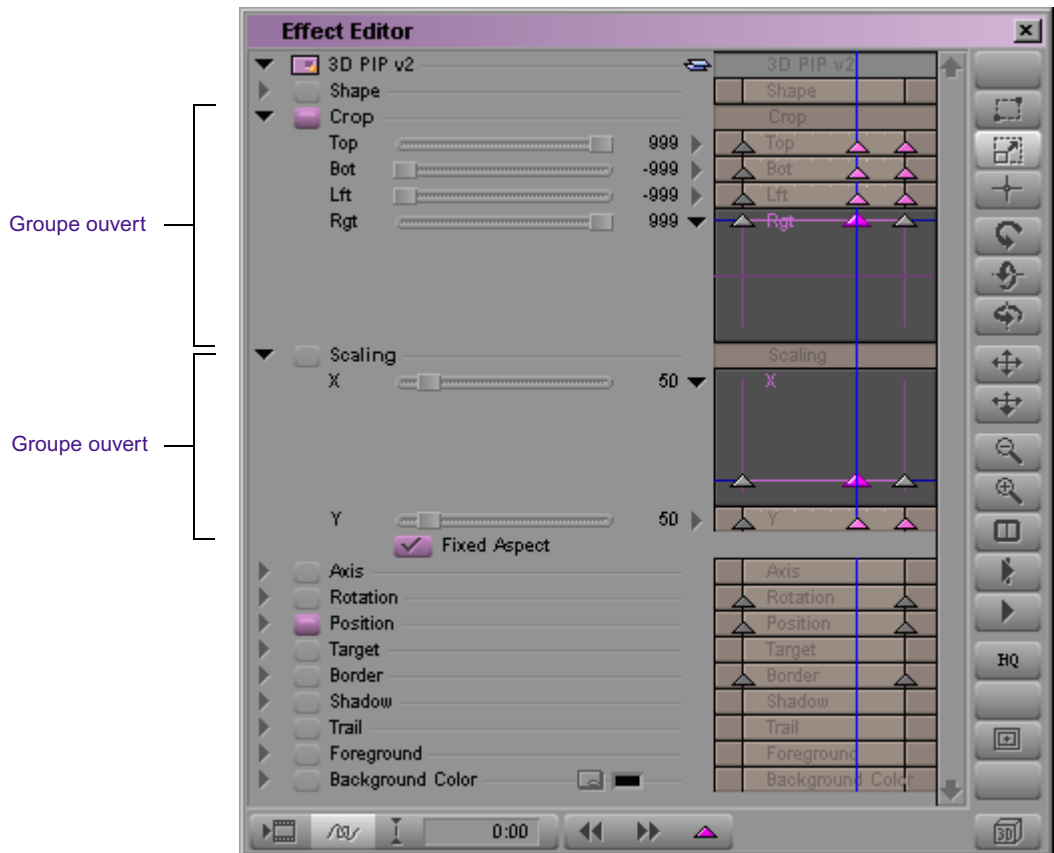 Effect Editor
3D PIP v2 3D PIP v2
Shape Shape
Crop Crop
Top 999 Top
Bot -999 Bot
Lft -999 Lft
Rgt 999 Rgt
Groupe ouvert
Scaling Scaling
X 50 X
Groupe ouvert
Y 50 Y
Fixed Aspect
Axis Axis
Rotation Rotation
Position Position
Target Target
Border Border
HQ
Shadow Shadow
Trail Trail
Foreground Foreground
Background Color Background Color
0:00
3D